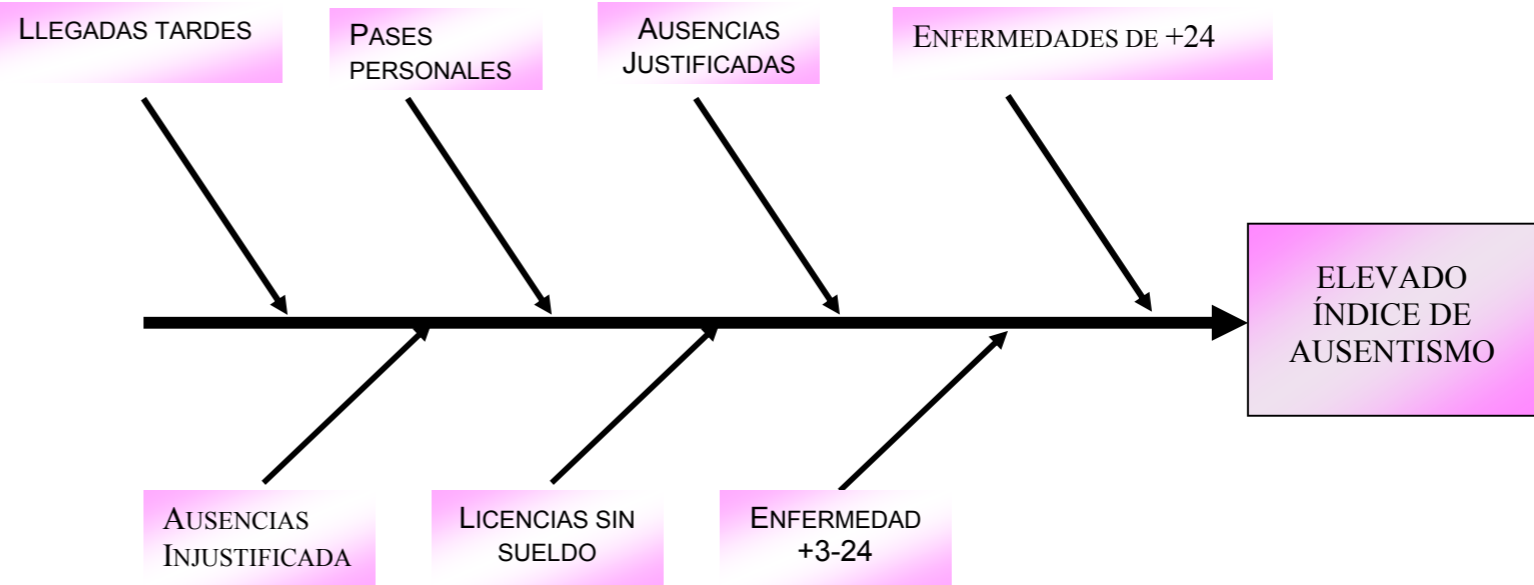 LLEGADAS TARDES
PASES
PERSONALES
AUSENCIAS
JUSTIFICADAS
ENFERMEDADES DE +24
ELEVADO
ÍNDICE DE
AUSENTISMO
AUSENCIAS
INJUSTIFICADA
LICENCIAS SIN
SUELDO
ENFERMEDAD
+3-24